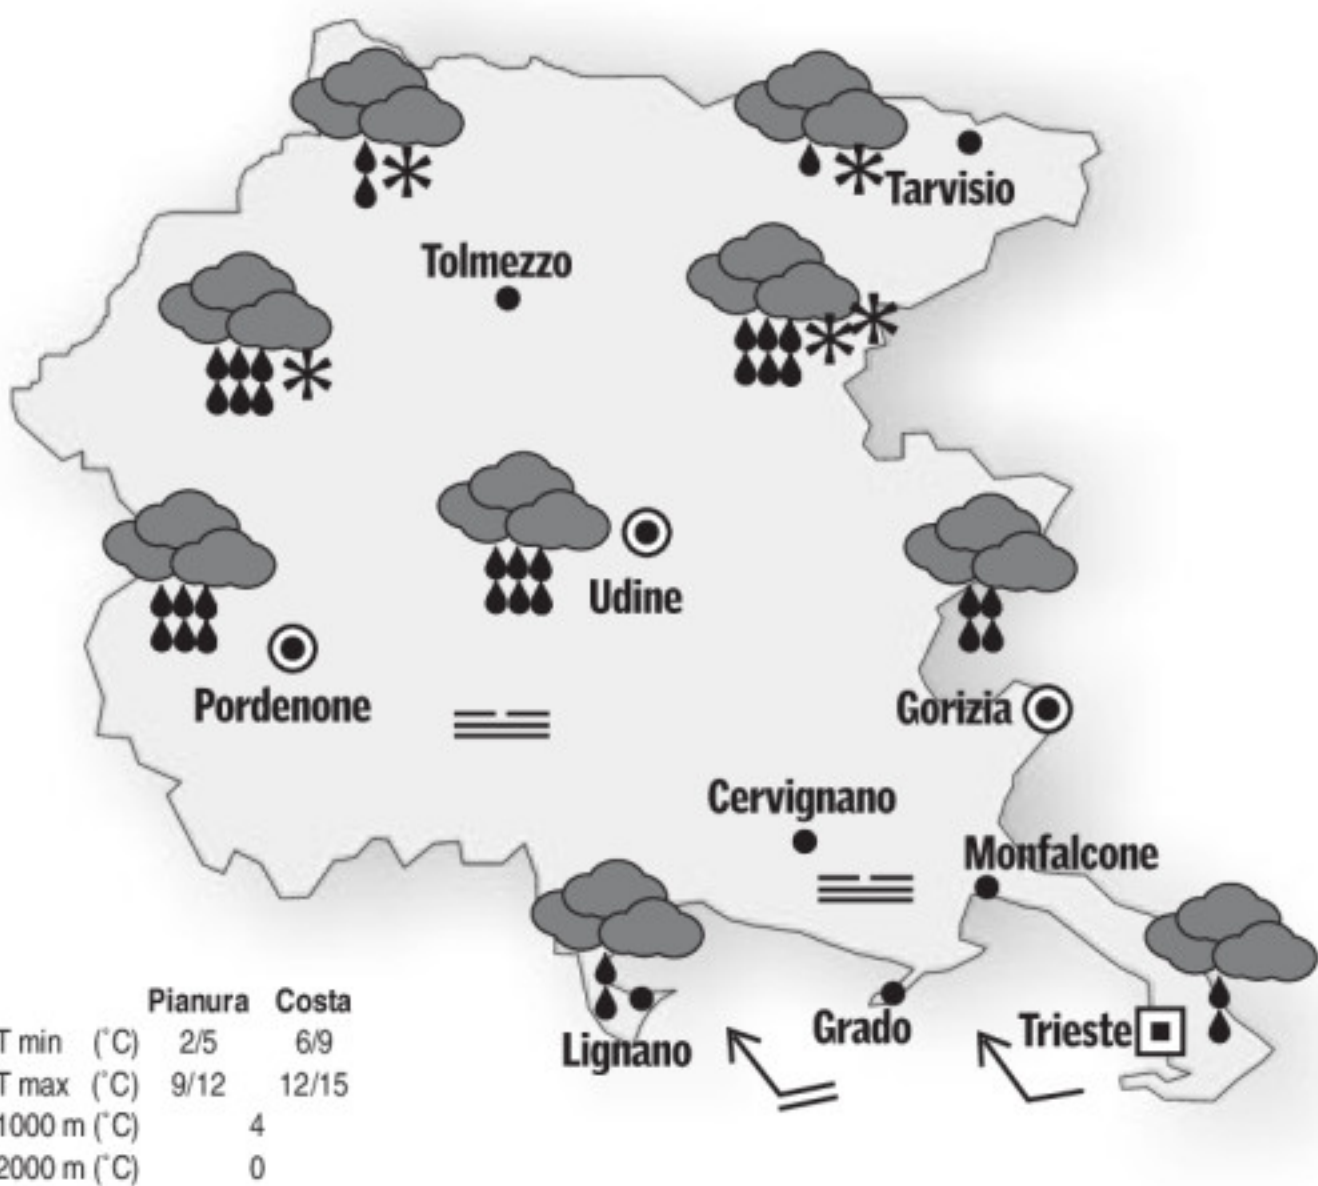 Tarvisio
Tolmezzo
Udine
Pordenone
Gorizia
Cervignano
Monfalcone
Grado
Trieste
Lignano
Pianura Costa
T min (°C) 2/5 6/9
T max (°C) 9/12 12/15
1000 m (°C) 4
2000 m (°C) 0